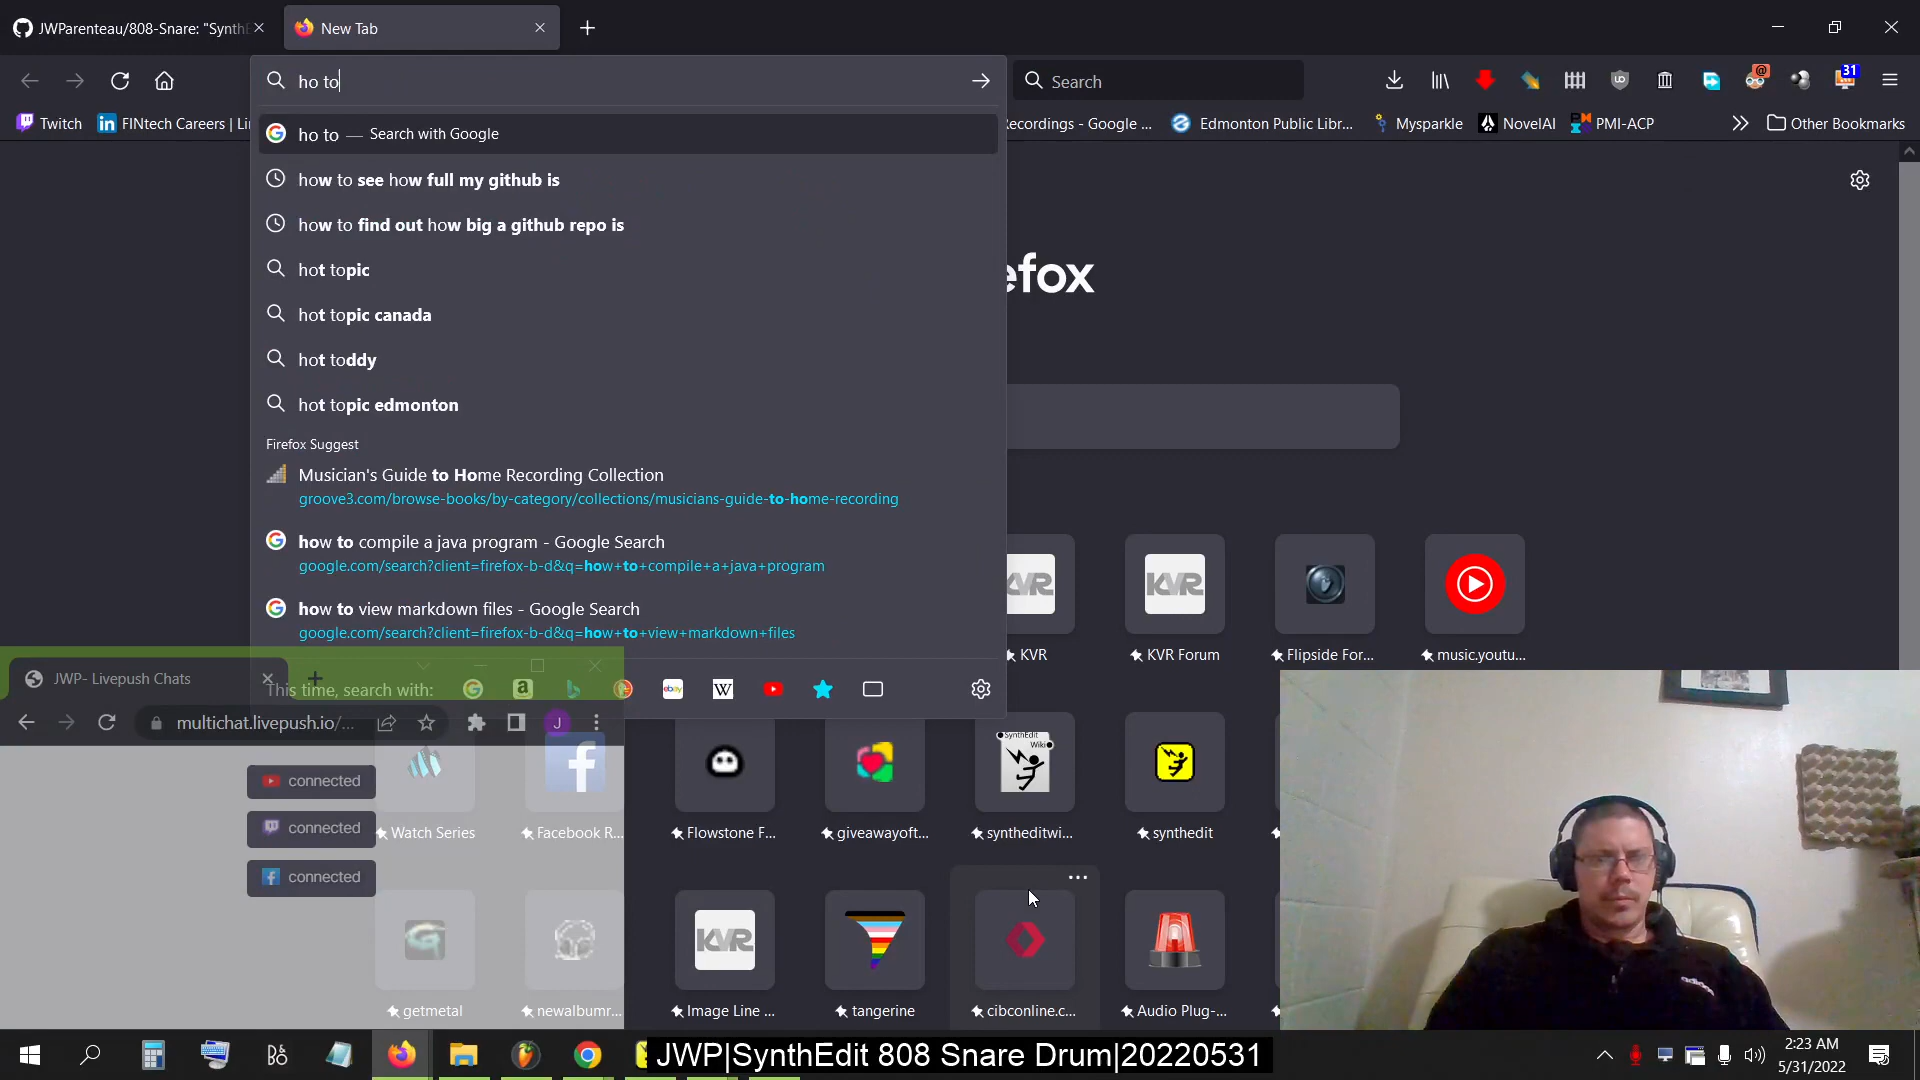 JWParenteau/808-Snare: "Synth
New Tab
ho to
Search
Twitch
FINtech Careers | Li
Recordings - Google ...
Edmonton Public Libr...
Mysparkle
NovelAI
PMI-ACP
Other Bookmarks
31
ho to — Search with Google
how to see how full my github is
how to find out how big a github repo is
hot topic
hot topic canada
hot toddy
hot topic edmonton
Firefox Suggest
Musician's Guide to Home Recording Collection
groove3.com/browse-books/by-category/collections/musicians-guide-to-home-recording
how to compile a java program - Google Search
google.com/search?client=firefox-b-d&q=how+to+compile+a+java+program
how to view markdown files - Google Search
google.com/search?client=firefox-b-d&q=how+to+view+markdown+files
This time, search with:
efox
KVR
KVR
KVR
KVR Forum
Flipside For...
music.youtu...
JWP- Livepush Chats
multichat.livepush.io/...
J
connected
connected
connected
Watch Series
Facebook R...
Flowstone F...
giveawayoft...
SynthEdit
Wiki
syntheditwi...
synthedit
getmetal
newalbumr...
KVR
Image Line ...
tangerine
cibconline.c...
Audio Plug-...
JWP|SynthEdit 808 Snare Drum|20220531
2:23 AM
5/31/2022